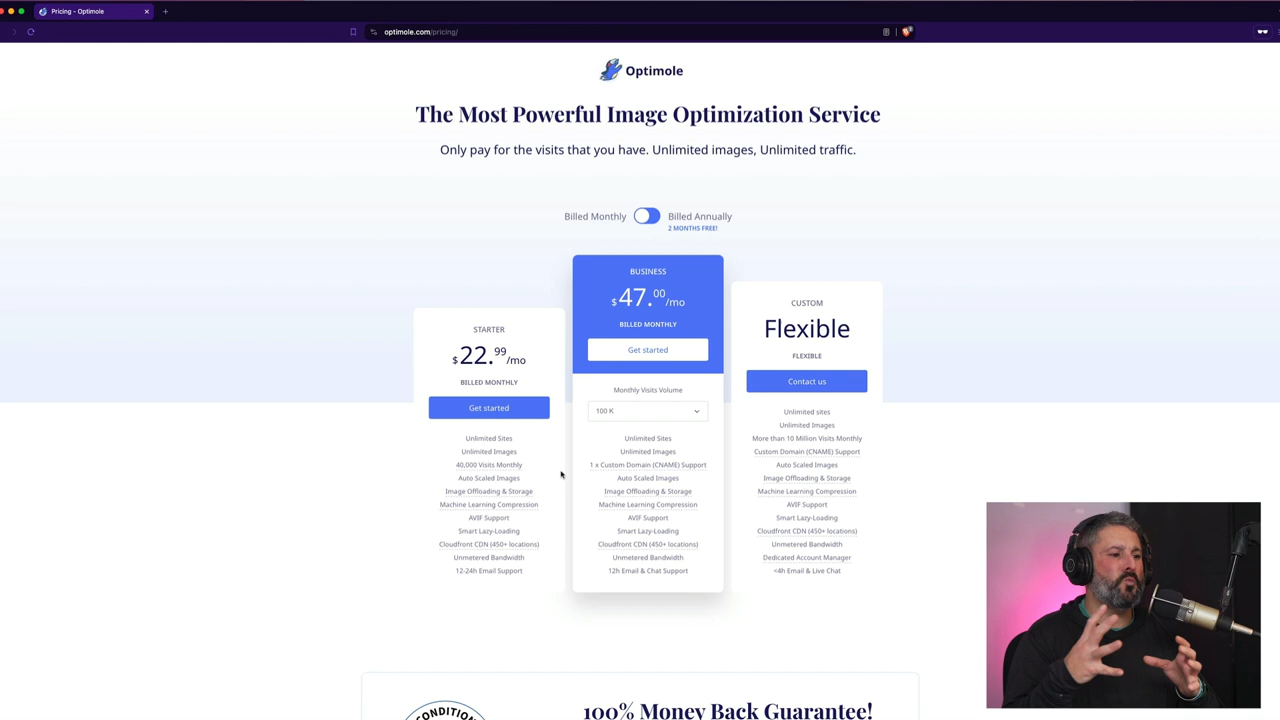 Pricing - Optimole
optimole.com/pricing/
Optimole
The Most Powerful Image Optimization Service
Only pay for the visits that you have. Unlimited images, Unlimited traffic.
Billed Monthly
Billed Annually
2 MONTHS FREE!
STARTER
$22.99/mo
BILLED MONTHLY
Get started
Unlimited Sites
Unlimited Images
40,000 Visits Monthly
Auto Scaled Images
Image Offloading & Storage
Machine Learning Compression
AVIF Support
Smart Lazy-Loading
Cloudfront CDN (450+ locations)
Unmetered Bandwidth
12-24h Email Support
BUSINESS
$47.00/mo
BILLED MONTHLY
Get started
Monthly Visits Volume
100 K
Unlimited Sites
Unlimited Images
1 x Custom Domain (CNAME) Support
Auto Scaled Images
Image Offloading & Storage
Machine Learning Compression
AVIF Support
Smart Lazy-Loading
Cloudfront CDN (450+ locations)
Unmetered Bandwidth
12h Email & Chat Support
CUSTOM
Flexible
FLEXIBLE
Contact us
Unlimited sites
Unlimited Images
More than 10 Million Visits Monthly
Custom Domain (CNAME) Support
Auto Scaled Images
Image Offloading & Storage
Machine Learning Compression
AVIF Support
Smart Lazy-Loading
Cloudfront CDN (450+ locations)
Unmetered Bandwidth
Dedicated Account Manager
<4h Email & Live Chat
CONDITION
100% Money Back Guarantee!